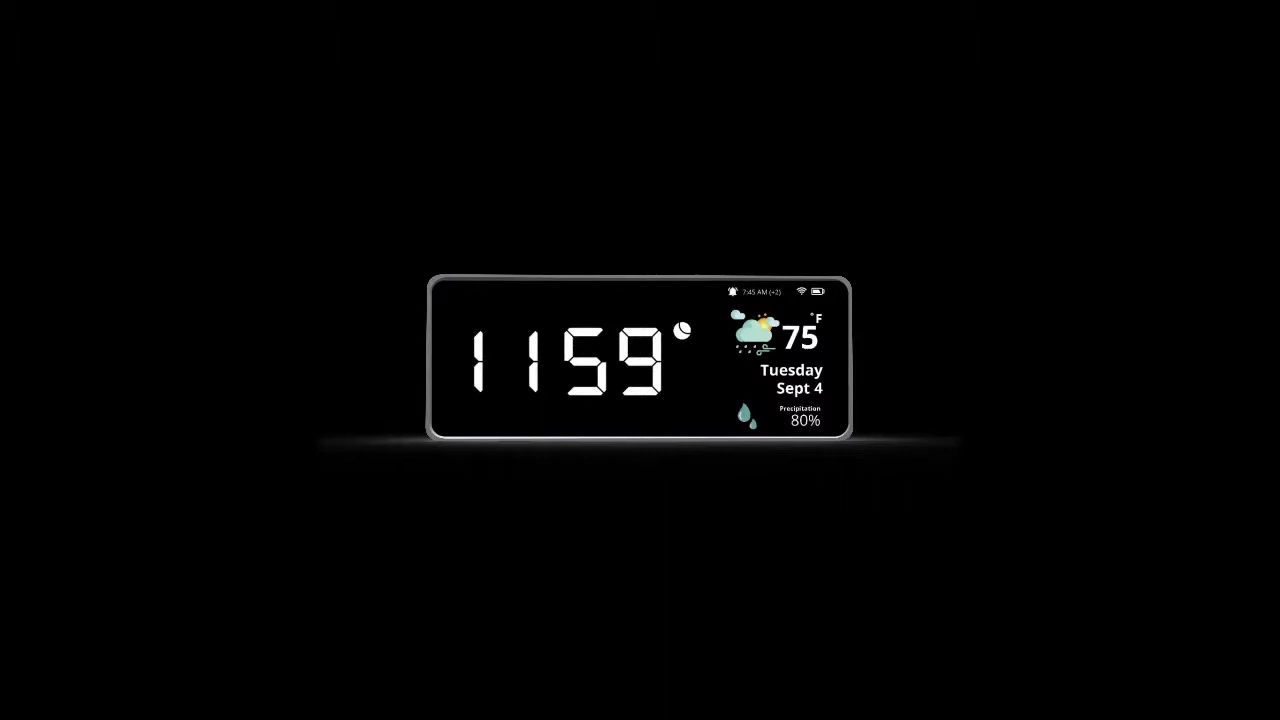 1159
7:45 AM (+2)
75°F
Tuesday
Sept 4
Precipitation
80%